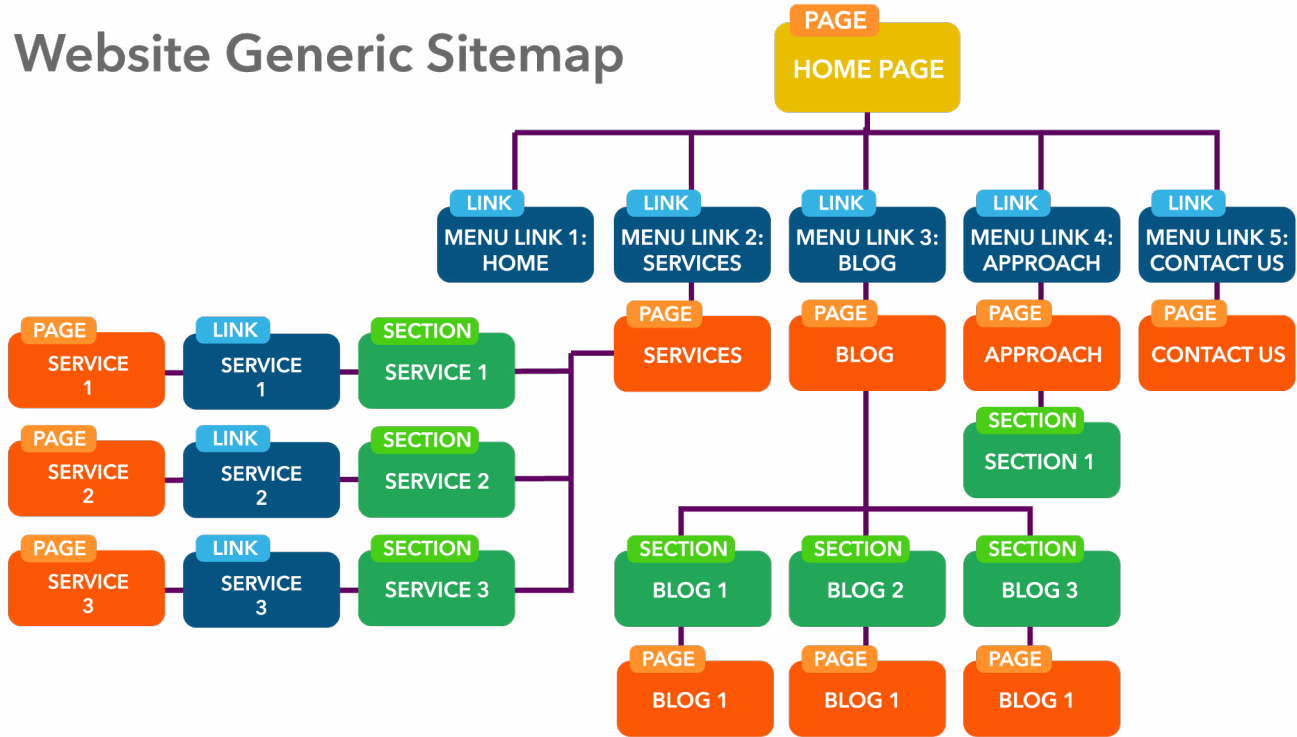 Website Generic Sitemap
PAGE
HOME PAGE
LINK
MENU LINK 1:
HOME
LINK
MENU LINK 2:
SERVICES
LINK
MENU LINK 3:
BLOG
LINK
MENU LINK 4:
APPROACH
LINK
MENU LINK 5:
CONTACT US
PAGE
SERVICES
PAGE
BLOG
PAGE
APPROACH
PAGE
CONTACT US
PAGE
SERVICE
1
LINK
SERVICE
1
SECTION
SERVICE 1
SECTION
SECTION 1
PAGE
SERVICE
2
LINK
SERVICE
2
SECTION
SERVICE 2
PAGE
SERVICE
3
LINK
SERVICE
3
SECTION
SERVICE 3
SECTION
BLOG 1
SECTION
BLOG 2
SECTION
BLOG 3
PAGE
BLOG 1
PAGE
BLOG 1
PAGE
BLOG 1